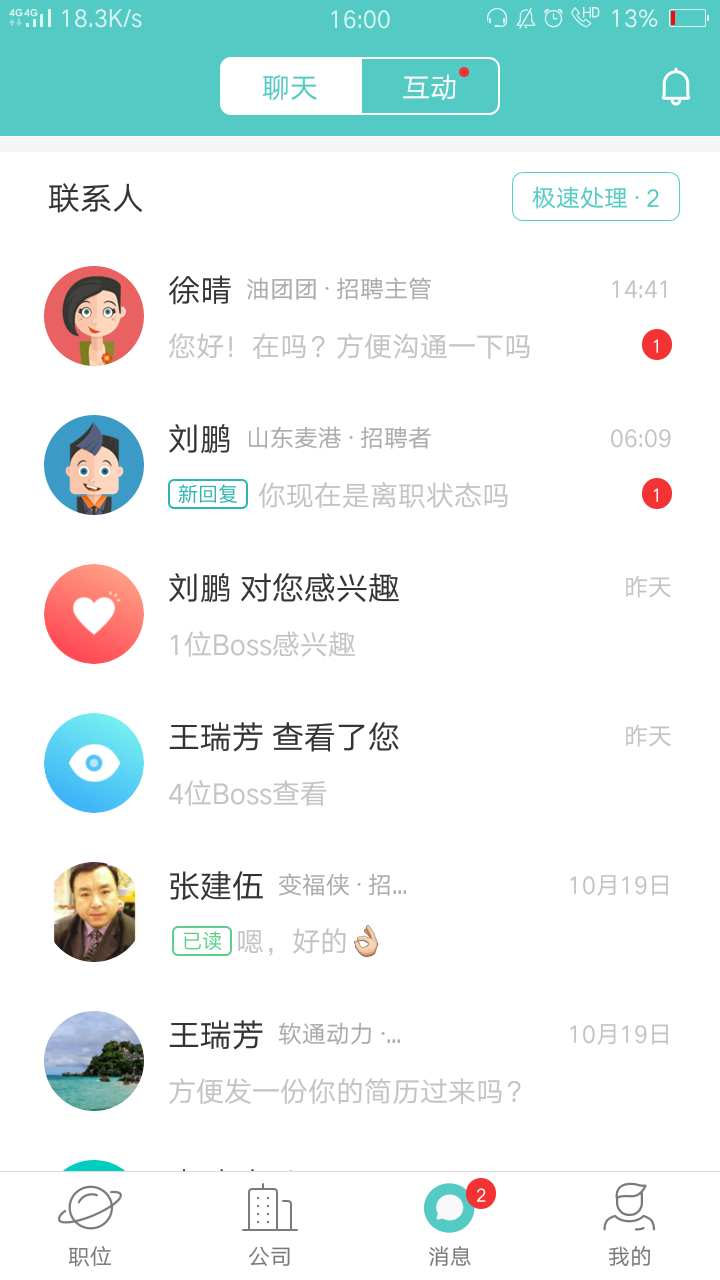 4G 4G 18.3K/s 16:00 HD 13%
聊天 互动
联系人 极速处理 · 2
徐晴 油团团 · 招聘主管 14:41
您好！在吗？方便沟通一下吗 1
刘鹏 山东麦港 · 招聘者 06:09
新回复 你现在是离职状态吗 1
刘鹏 对您感兴趣 昨天
1位Boss感兴趣
王瑞芳 查看了您 昨天
4位Boss查看
张建伍 变福侠 · 招... 10月19日
已读 嗯，好的👌🏼
王瑞芳 软通动力 ·... 10月19日
方便发一份你的简历过来吗？
2
职位 公司 消息 我的